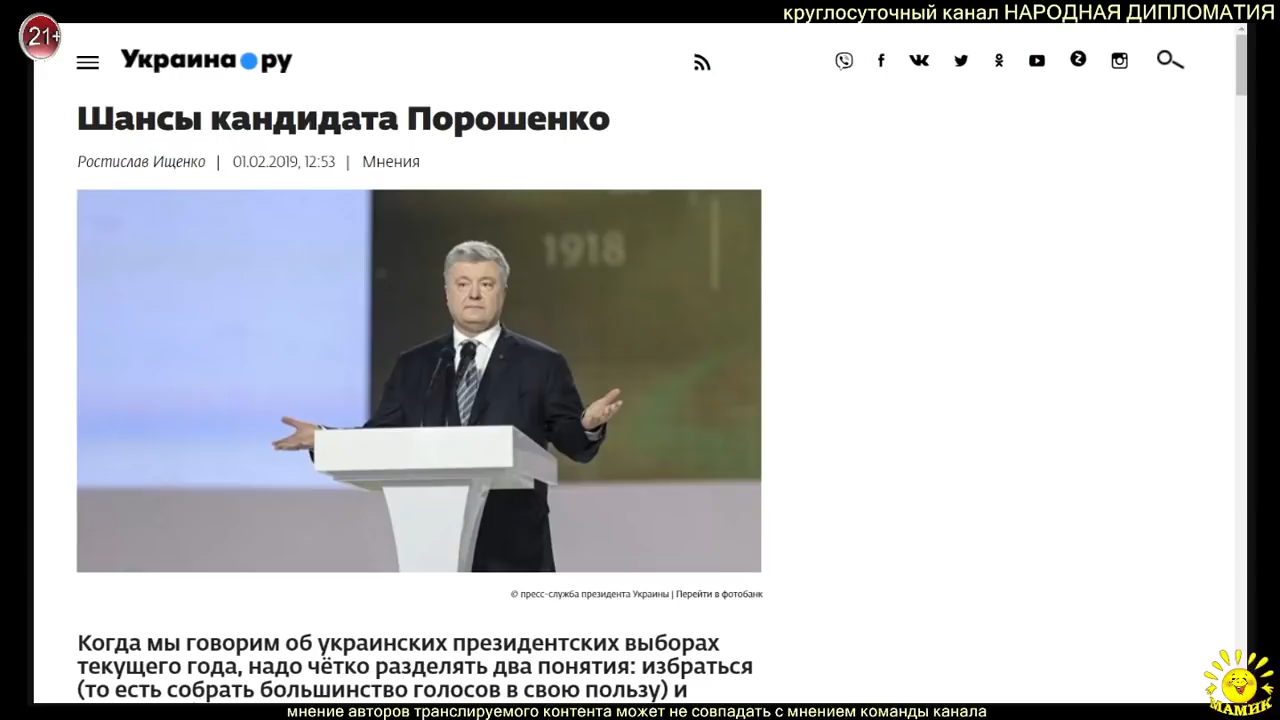 круглосуточный канал НАРОДНАЯ ДИПЛОМАТИЯ
21+
Украина ру
Шансы кандидата Порошенко
Ростислав Ищенко | 01.02.2019, 12:53 | Мнения
1918
© пресс-служба президента Украины | Перейти в фотобанк
Когда мы говорим об украинских президентских выборах
текущего года, надо чётко разделять два понятия: избраться
(то есть собрать большинство голосов в свою пользу) и
МАМИК
мнение авторов транслируемого контента может не совпадать с мнением команды канала